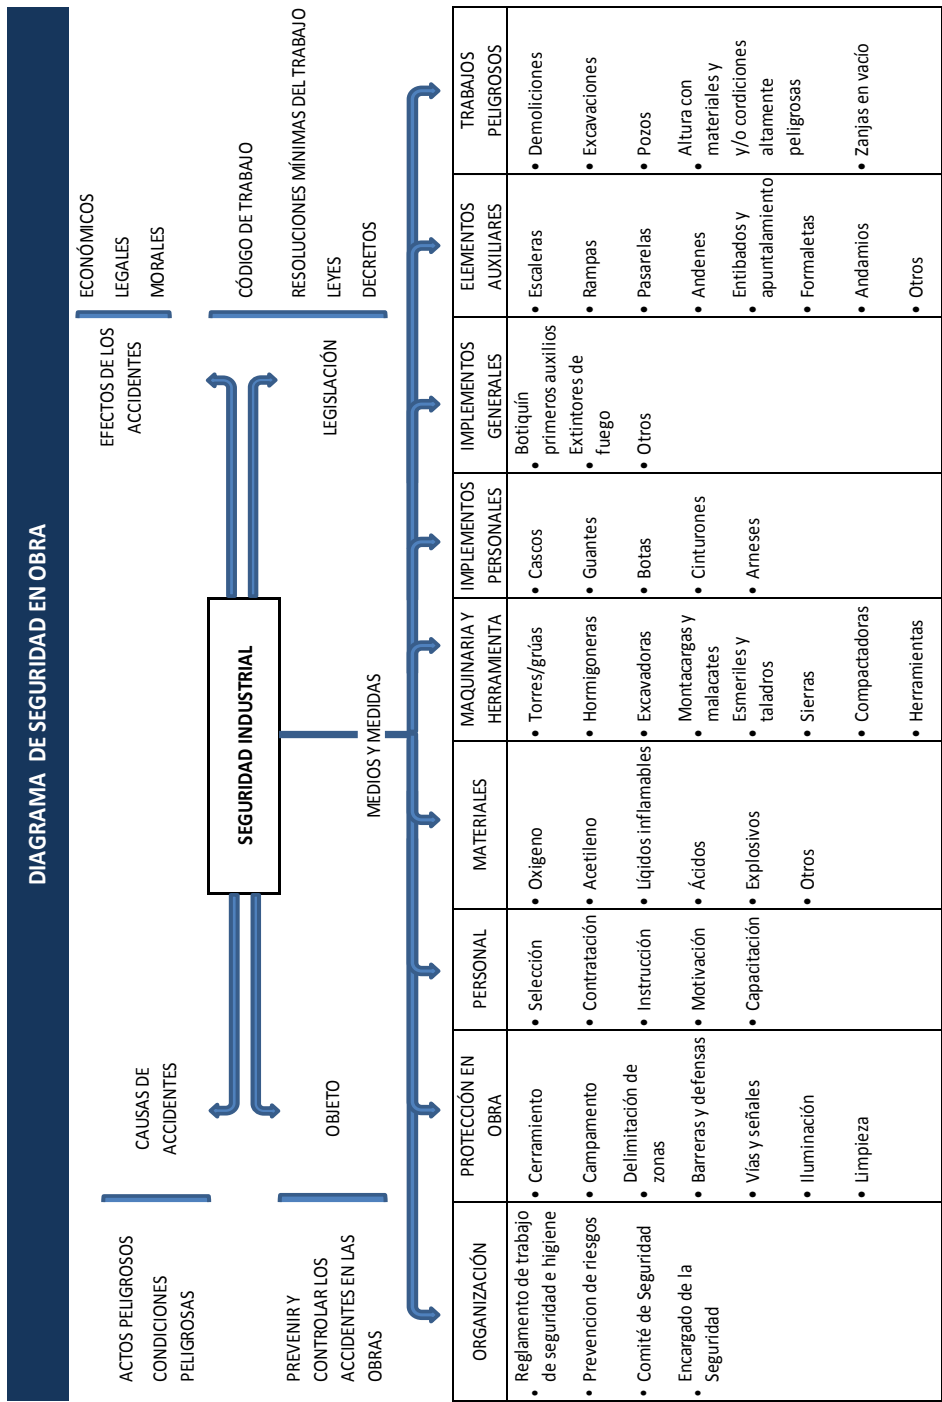 DIAGRAMA DE SEGURIDAD EN OBRA
ACTOS PELIGROSOS
CONDICIONES
PELIGROSAS
CAUSAS DE
ACCIDENTES
EFECTOS DE LOS
ACCIDENTES
ECONÓMICOS
LEGALES
MORALES
SEGURIDAD INDUSTRIAL
PREVENIR Y
CONTROLAR LOS
ACCIDENTES EN LAS
OBRAS
OBJETO
LEGISLACIÓN
CÓDIGO DE TRABAJO
RESOLUCIONES MÍNIMAS DEL TRABAJO
LEYES
DECRETOS
MEDIOS Y MEDIDAS
ORGANIZACIÓN
• Reglamento de trabajo
de seguridad e higiene
• Prevencion de riesgos
• Comité de Seguridad
• Encargado de la
Seguridad
PROTECCIÓN EN
OBRA
• Cerramiento
• Campamento
• Delimitación de
zonas
• Barreras y defensas
• Vías y señales
• Iluminación
• Limpieza
PERSONAL
• Selección
• Contratación
• Instrucción
• Motivación
• Capacitación
MATERIALES
• Oxigeno
• Acetileno
• Líqidos inflamables
• Ácidos
• Explosivos
• Otros
MAQUINARIA Y
HERRAMIENTA
• Torres/grúas
• Hormigoneras
• Excavadoras
• Montacargas y
malacates
• Esmeriles y
taladros
• Sierras
• Compactadoras
• Herramientas
IMPLEMENTOS
PERSONALES
• Cascos
• Guantes
• Botas
• Cinturones
• Arneses
IMPLEMENTOS
GENERALES
• Botiquín
primeros auxilios
• Extintores de
fuego
• Otros
ELEMENTOS
AUXILIARES
• Escaleras
• Rampas
• Pasarelas
• Andenes
• Entibados y
apuntalamiento
• Formaletas
• Andamios
• Otros
TRABAJOS
PELIGROSOS
• Demoliciones
• Excavaciones
• Pozos
• Altura con
materiales y
y/o cordiciones
altamente
peligrosas
• Zanjas en vacío